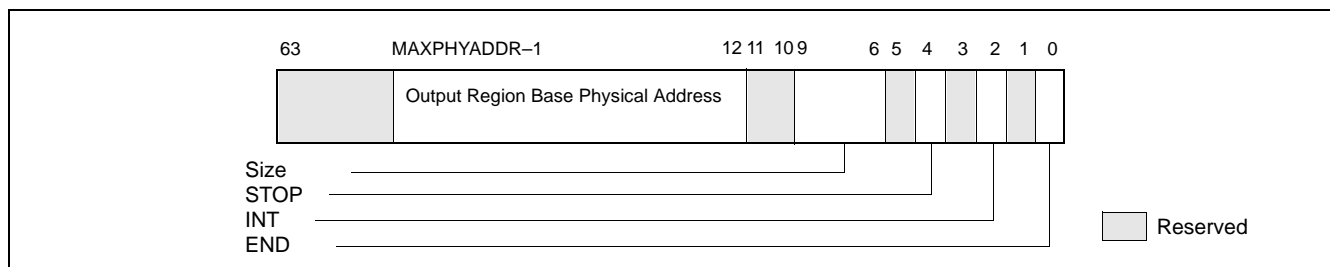 63 MAXPHYADDR–1 12 11 10 9 6 5 4 3 2 1 0
Output Region Base Physical Address
Size
STOP
INT
END
Reserved